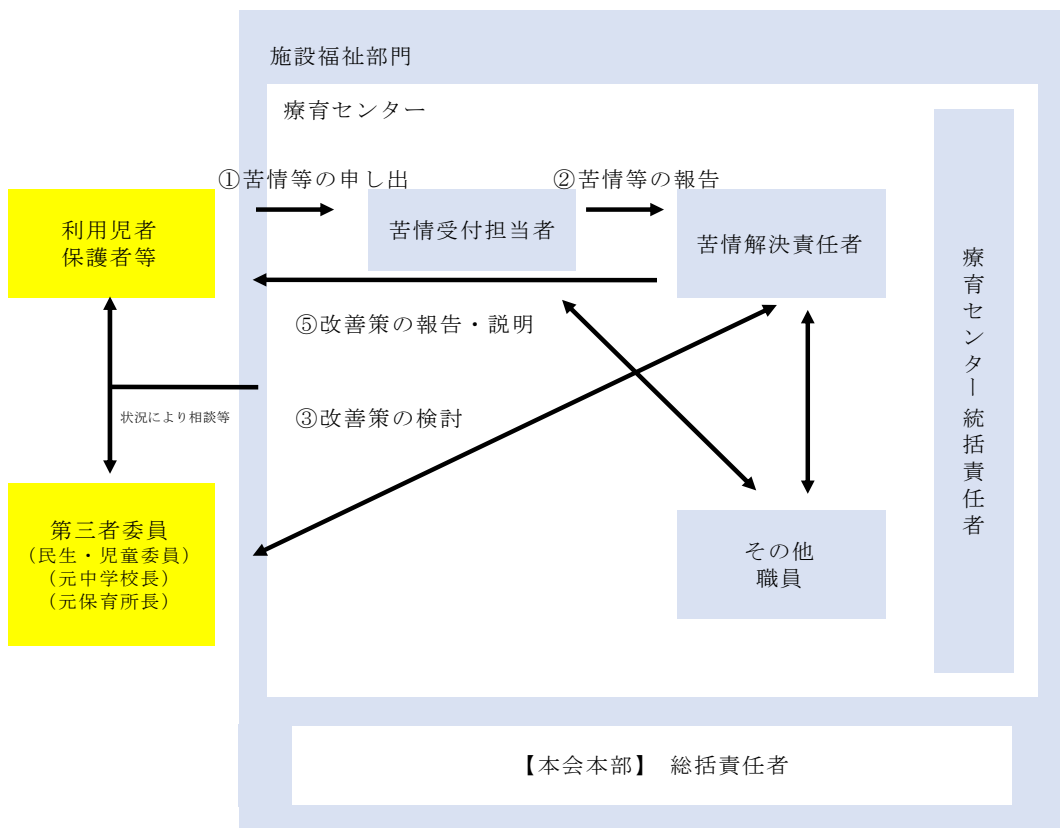 施設福祉部門
療育センター
①苦情等の申し出
②苦情等の報告
利用児者
保護者等
苦情受付担当者
苦情解決責任者
療育センター統括責任者
⑤改善策の報告・説明
状況により相談等
③改善策の検討
第三者委員
（民生・児童委員）
（元中学校長）
（元保育所長）
その他
職員
【本会本部】 総括責任者